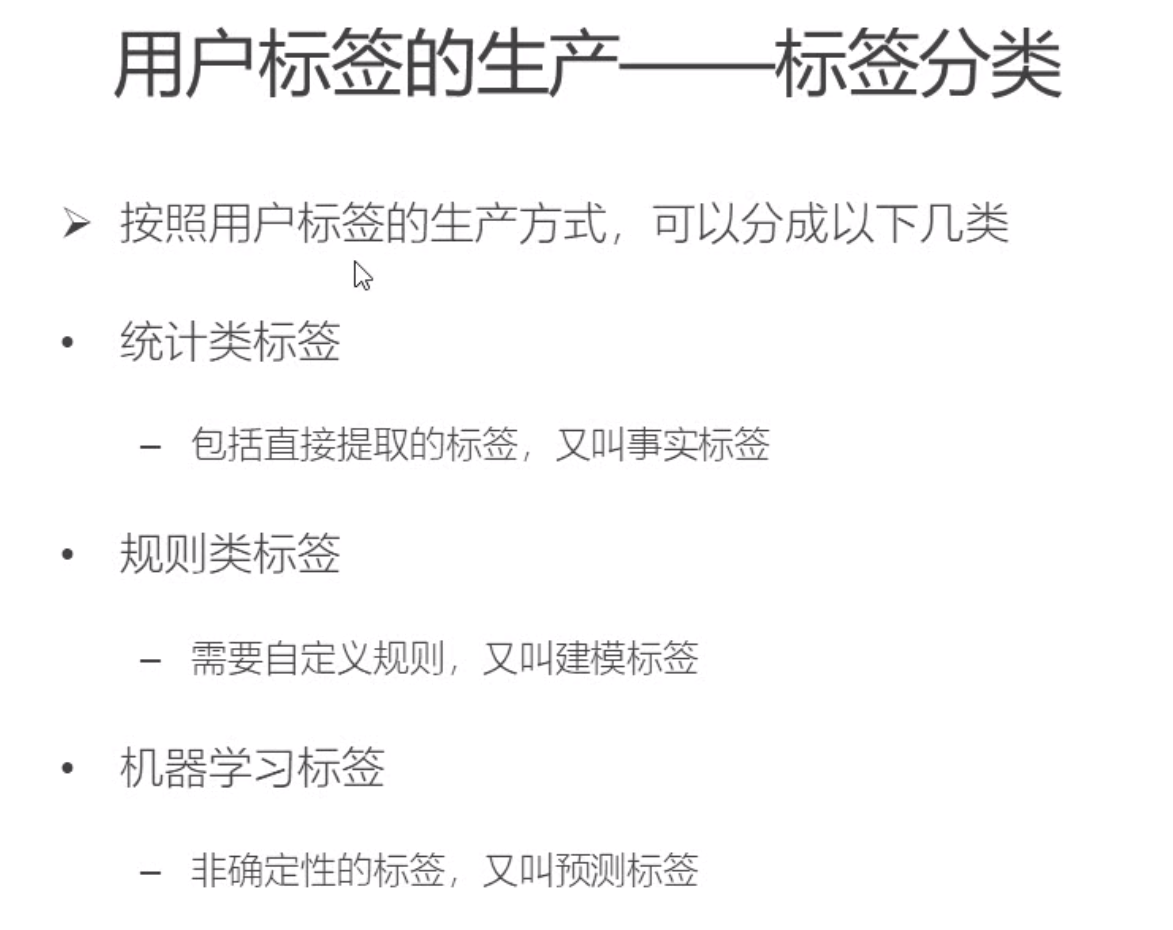 用户标签的生产——标签分类
➢ 按照用户标签的生产方式，可以分成以下几类
• 统计类标签
– 包括直接提取的标签，又叫事实标签
• 规则类标签
– 需要自定义规则，又叫建模标签
• 机器学习标签
– 非确定性的标签，又叫预测标签